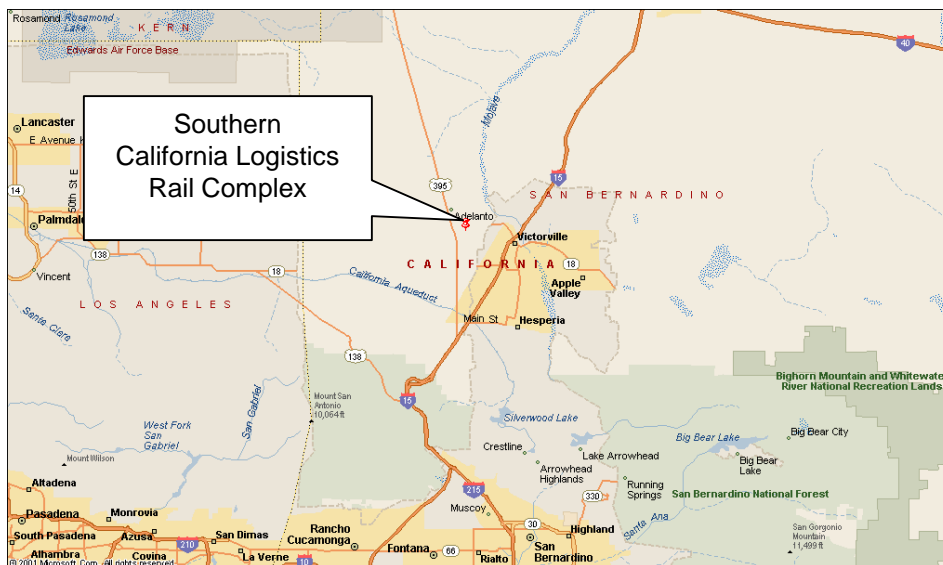 Rosamond
Rosamond
Lake
KERN
Edwards Air Force Base
40
Lancaster
E Avenue K
50th St E
14
Southern
California Logistics
Rail Complex
395
Mojave
15
SAN BERNARDINO
Adelanto
Palmdale
138
Victorville
CALIFORNIA
18
Vincent
18
California Aqueduct
Apple
Valley
LOS ANGELES
Santa Clara
Main St
Hesperia
138
Bighorn Mountain and Whitewater
River National Recreation Lands
Mount San
Antonio
10,064 ft
15
San Gabriel
West Fork
San
Gabriel
Silverwood Lake
Crestline
Lake Arrowhead
Arrowhead
Highlands
Big Bear Lake
Big Bear City
Big Bear
Lake
Mount Wilson
Running
Springs
San Bernardino National Forest
Altadena
215
330
Muscoy
Santa Ana
Pasadena
Monrovia
Rancho
Cucamonga
30
Highland
San Gorgonio
Mountain
11,499 ft
South Pasadena
Azusa
210
San Dimas
Fontana
66
San
Bernardino
Alhambra
Covina
La Verne
10
Rialto
© 2001 Microsoft Corp. All rights reserved.